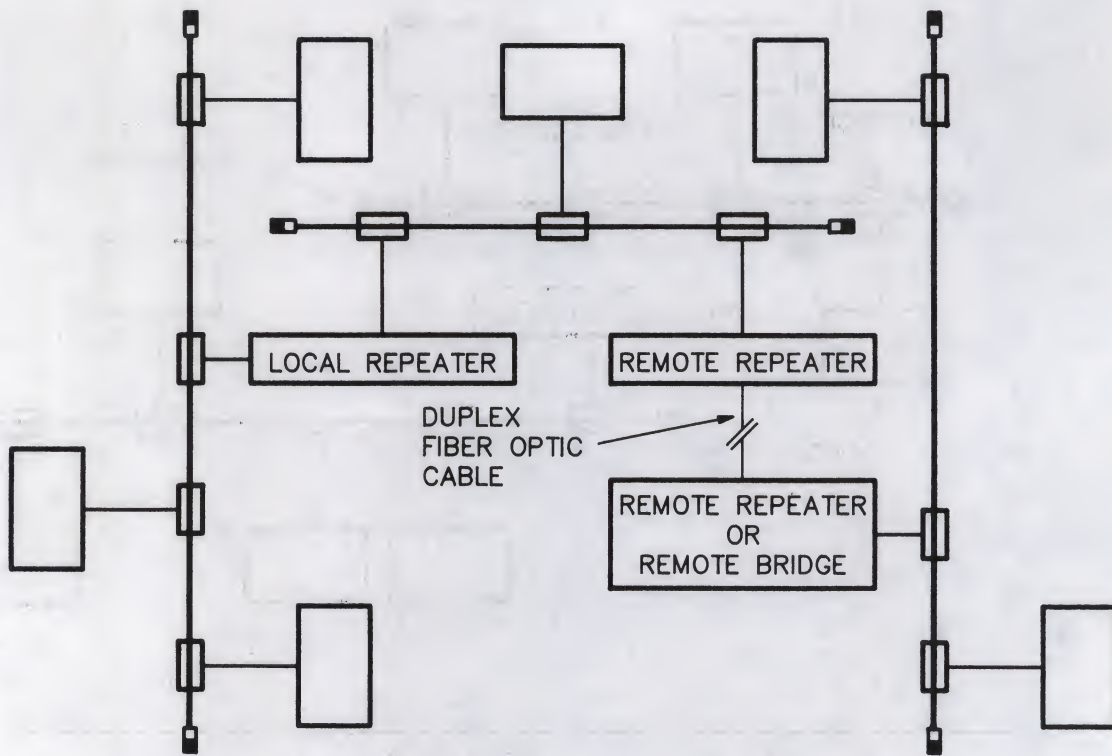 LOCAL REPEATER
REMOTE REPEATER
DUPLEX
FIBER OPTIC
CABLE
REMOTE REPEATER
OR
REMOTE BRIDGE